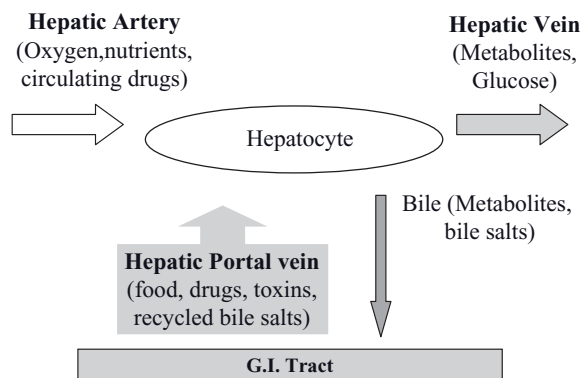 Hepatic Artery
(Oxygen,nutrients,
circulating drugs)
Hepatic Vein
(Metabolites,
Glucose)
Hepatocyte
Bile (Metabolites,
bile salts)
Hepatic Portal vein
(food, drugs, toxins,
recycled bile salts)
G.I. Tract